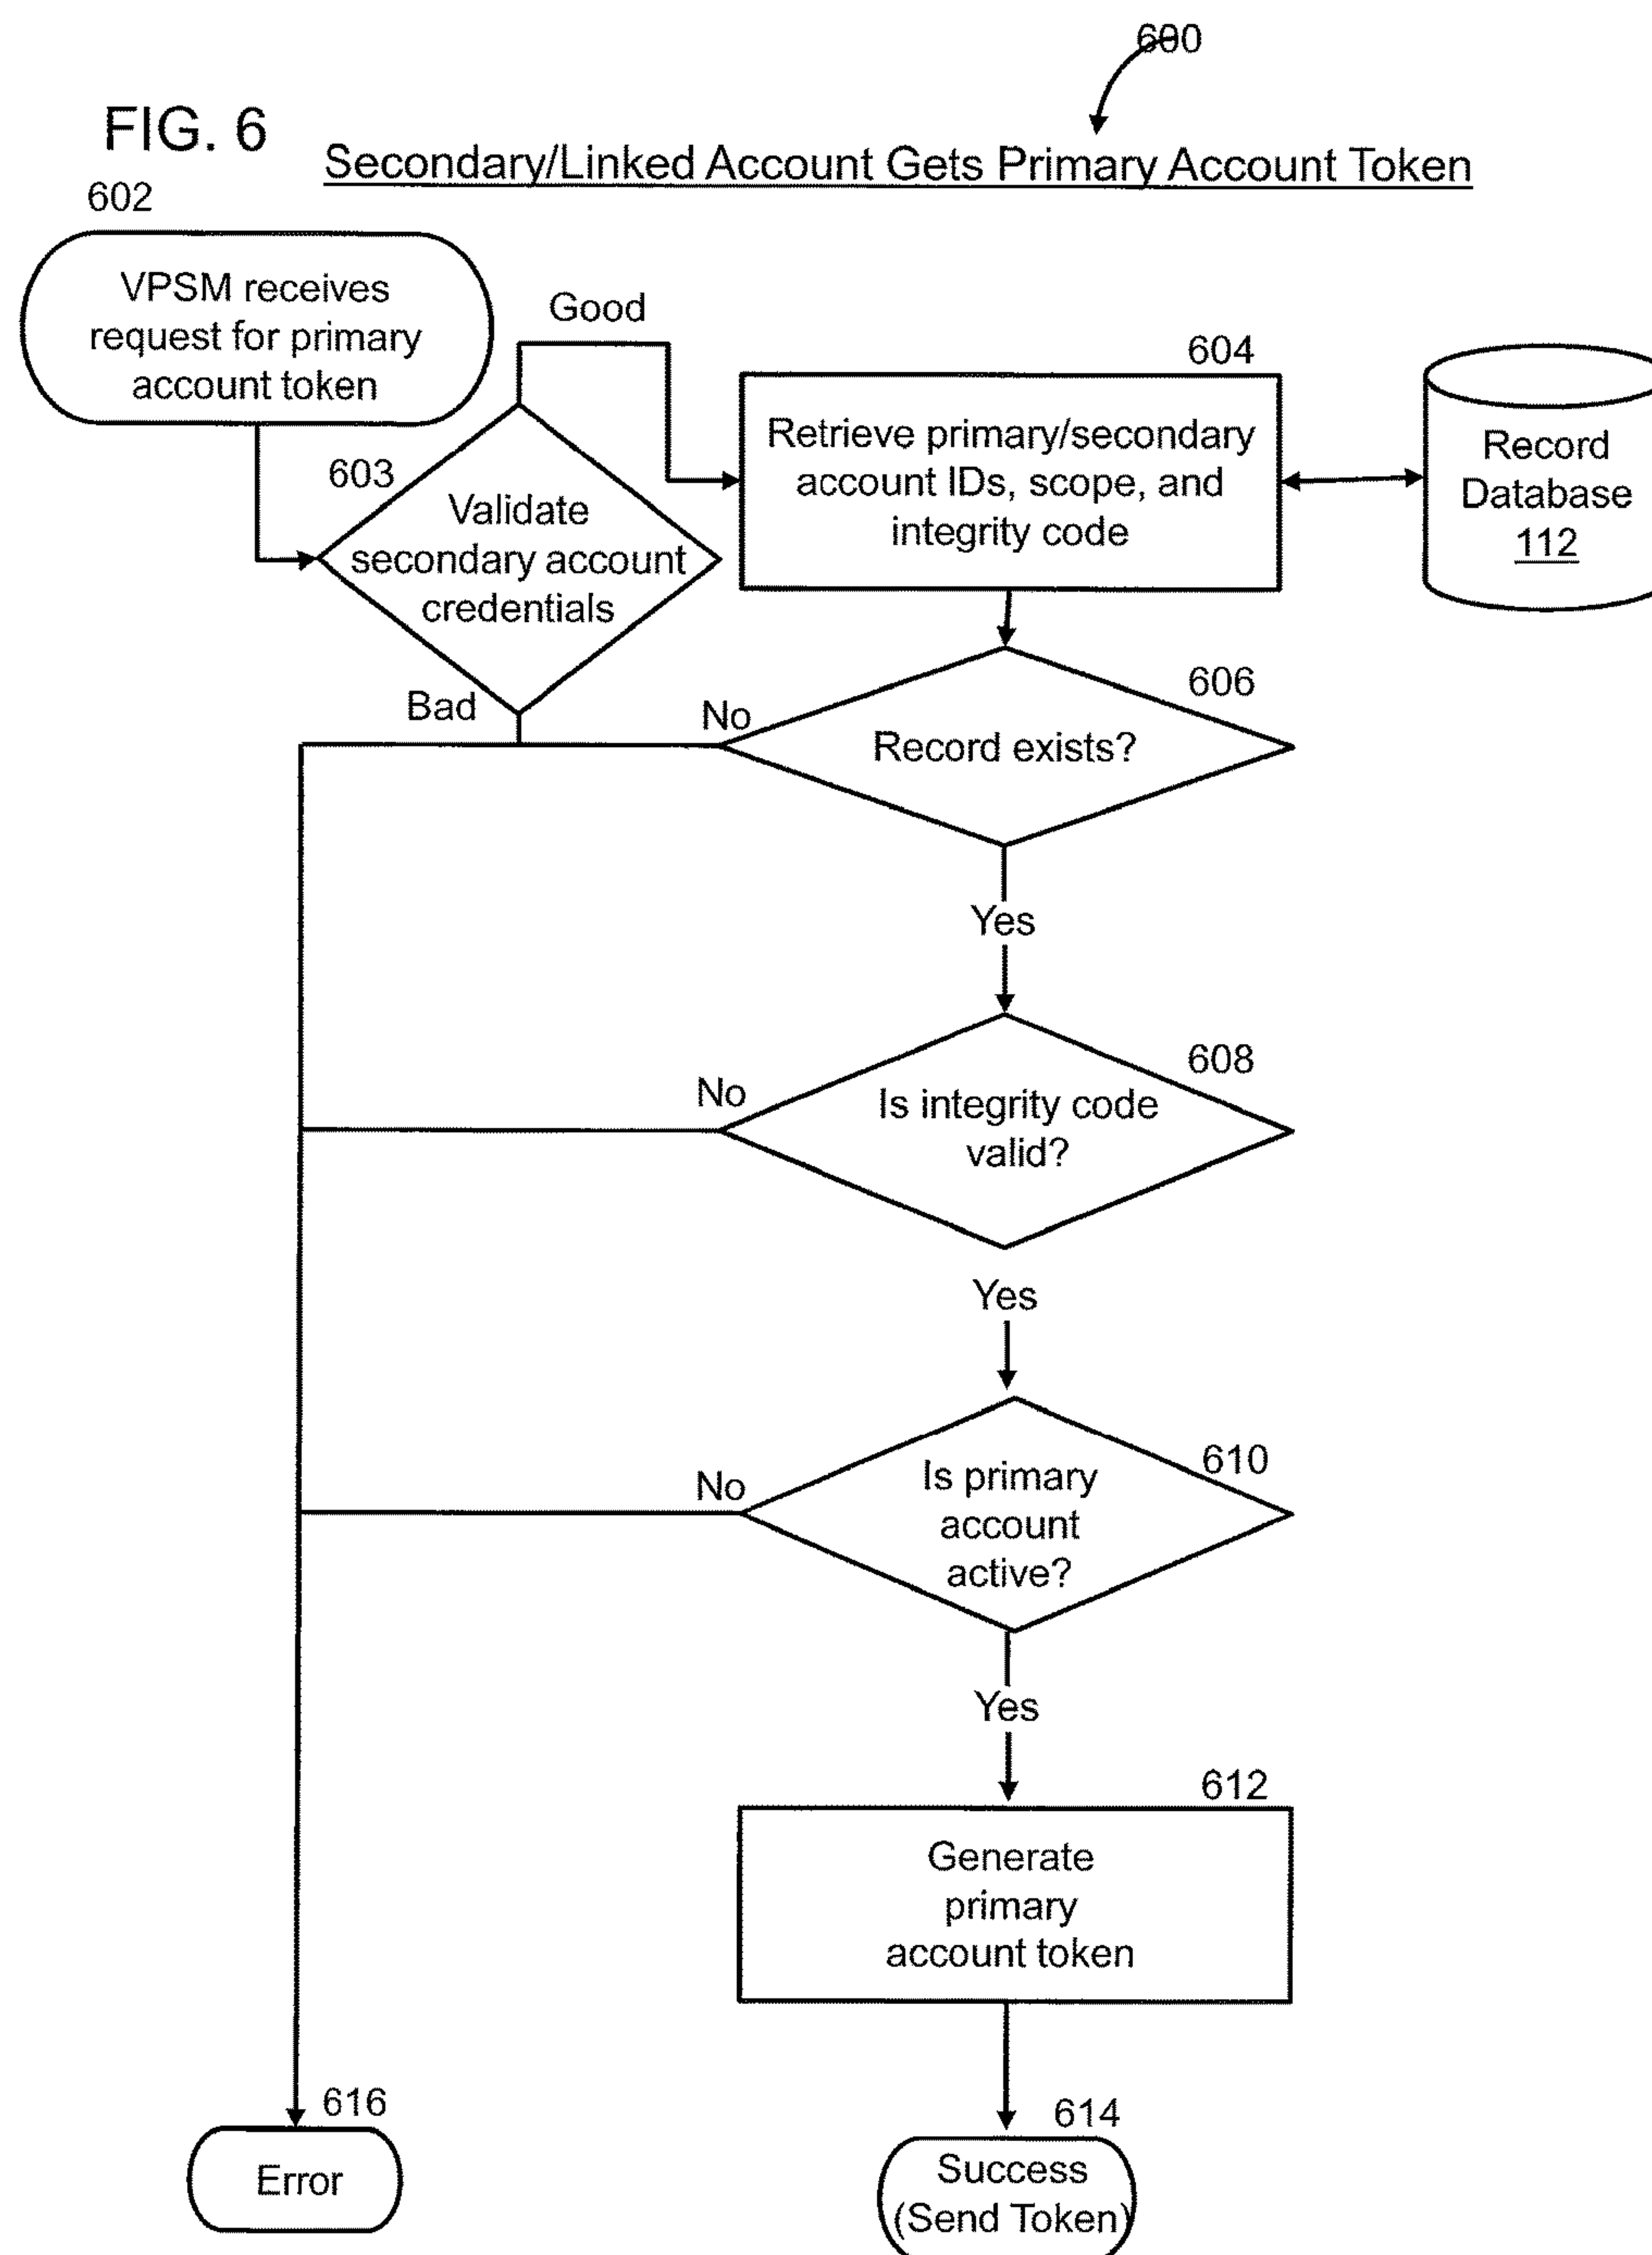 600
FIG. 6
Secondary/Linked Account Gets Primary Account Token
602
VPSM receives
request for primary
account token
Good
603
Validate
secondary account
credentials
Bad
604
Retrieve primary/secondary
account IDs, scope, and
integrity code
Record
Database
112
606
No
Record exists?
Yes
608
No
Is integrity code
valid?
Yes
610
No
Is primary
account
active?
Yes
612
Generate
primary
account token
616
Error
614
Success
(Send Token)